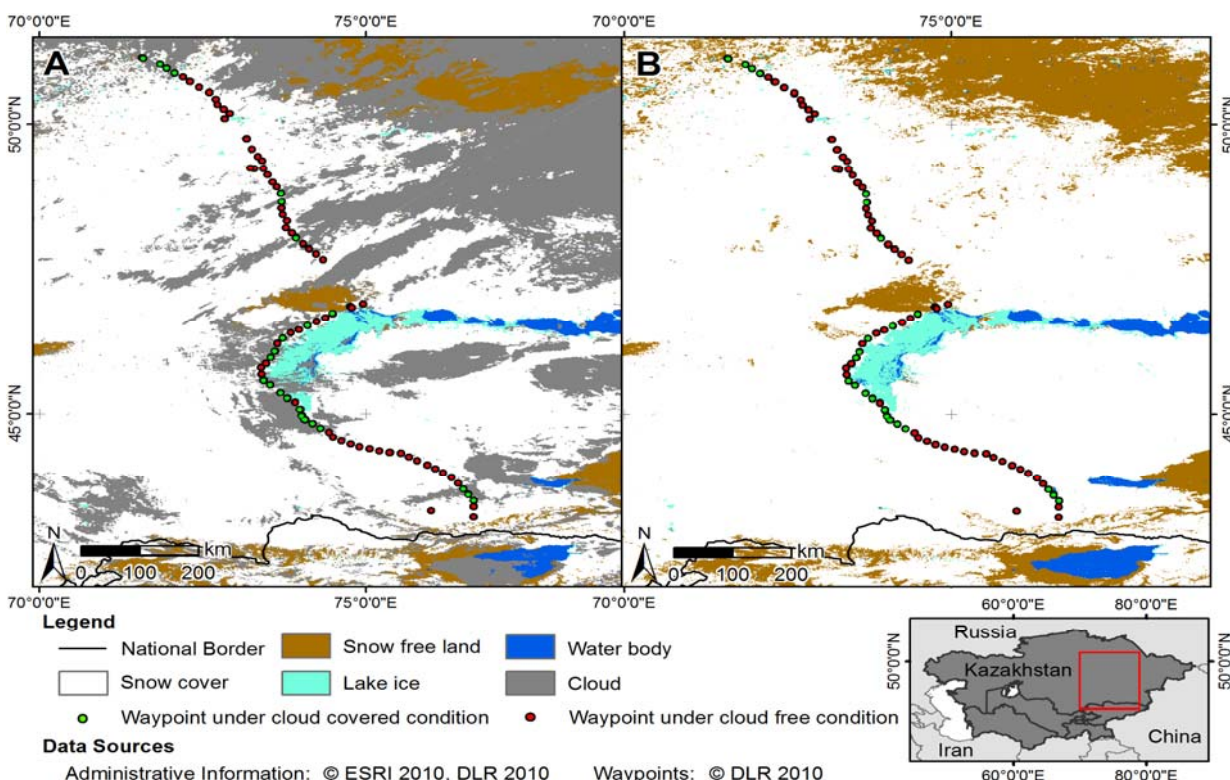 70°0'0"E 75°0'0"E 70°0'0"E 75°0'0"E
A B
50°0'0"N 50°0'0"N
45°0'0"N 45°0'0"N
N km N km
0 100 200 0 100 200
70°0'0"E 75°0'0"E 70°0'0"E 75°0'0"E
Legend
National Border Snow free land Water body
Snow cover Lake ice Cloud
Waypoint under cloud covered condition Waypoint under cloud free condition
Data Sources
Administrative Information: © ESRI 2010, DLR 2010 Waypoints: © DLR 2010
60°0'0"E 80°0'0"E
50°0'0"N 50°0'0"N
Russia
Kazakhstan
China
Iran